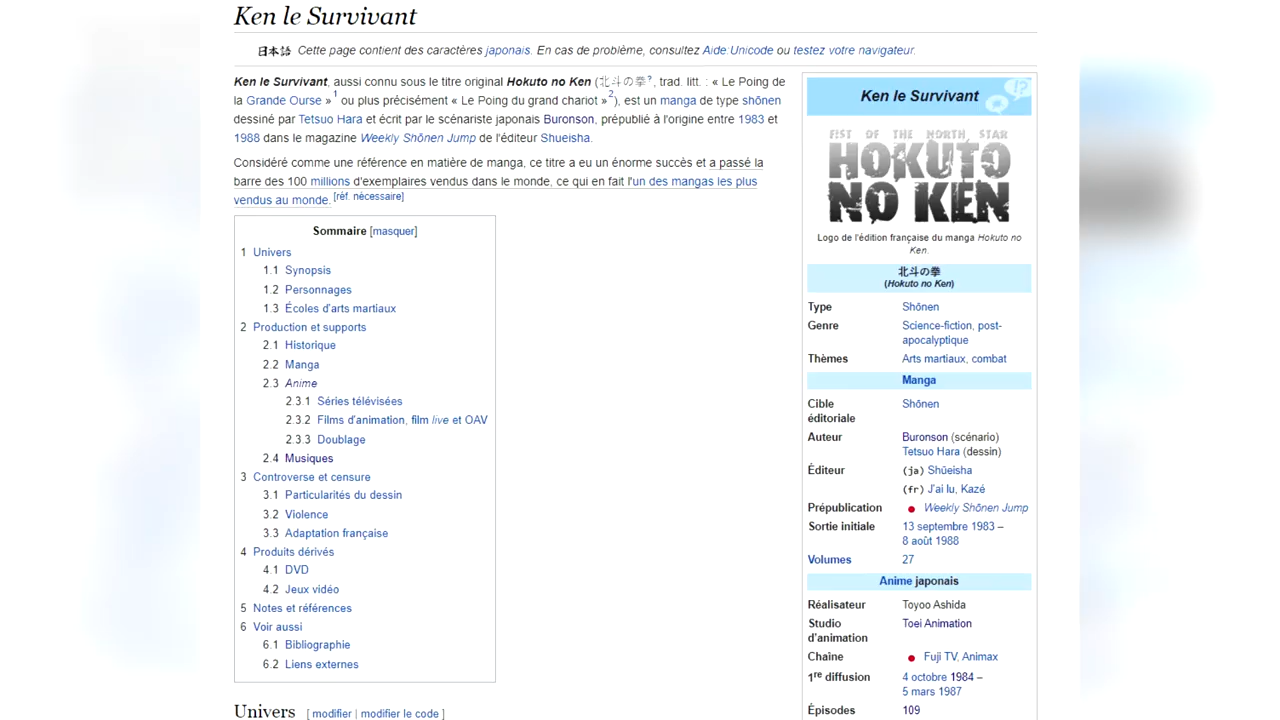 Ken le Survivant
日本語 Cette page contient des caractères japonais. En cas de problème, consultez Aide:Unicode ou testez votre navigateur.
Ken le Survivant, aussi connu sous le titre original Hokuto no Ken (北斗の拳?, trad. litt. : « Le Poing de
la Grande Ourse »1 ou plus précisément « Le Poing du grand chariot »2), est un manga de type shōnen
dessiné par Tetsuo Hara et écrit par le scénariste japonais Buronson, prépublié à l'origine entre 1983 et
1988 dans le magazine Weekly Shōnen Jump de l'éditeur Shueisha.
Considéré comme une référence en matière de manga, ce titre a eu un énorme succès et a passé la
barre des 100 millions d'exemplaires vendus dans le monde, ce qui en fait l'un des mangas les plus
vendus au monde. [réf. nécessaire]
Sommaire [masquer]
1 Univers
1.1 Synopsis
1.2 Personnages
1.3 Écoles d'arts martiaux
2 Production et supports
2.1 Historique
2.2 Manga
2.3 Anime
2.3.1 Séries télévisées
2.3.2 Films d'animation, film live et OAV
2.3.3 Doublage
2.4 Musiques
3 Controverse et censure
3.1 Particularités du dessin
3.2 Violence
3.3 Adaptation française
4 Produits dérivés
4.1 DVD
4.2 Jeux vidéo
5 Notes et références
6 Voir aussi
6.1 Bibliographie
6.2 Liens externes
Univers [ modifier | modifier le code ]
Ken le Survivant
!?
FIST OF THE NORTH STAR
HOKUTO
NO KEN
Logo de l'édition française du manga Hokuto no
Ken.
北斗の拳
(Hokuto no Ken)
Type Shōnen
Genre Science-fiction, post-
apocalyptique
Thèmes Arts martiaux, combat
Manga
Cible Shōnen
éditoriale
Auteur Buronson (scénario)
Tetsuo Hara (dessin)
Éditeur (ja) Shūeisha
(fr) J'ai lu, Kazé
Prépublication Weekly Shōnen Jump
Sortie initiale 13 septembre 1983 –
8 août 1988
Volumes 27
Anime japonais
Réalisateur Toyoo Ashida
Studio Toei Animation
d'animation
Chaîne Fuji TV, Animax
1re diffusion 4 octobre 1984 –
5 mars 1987
Épisodes 109